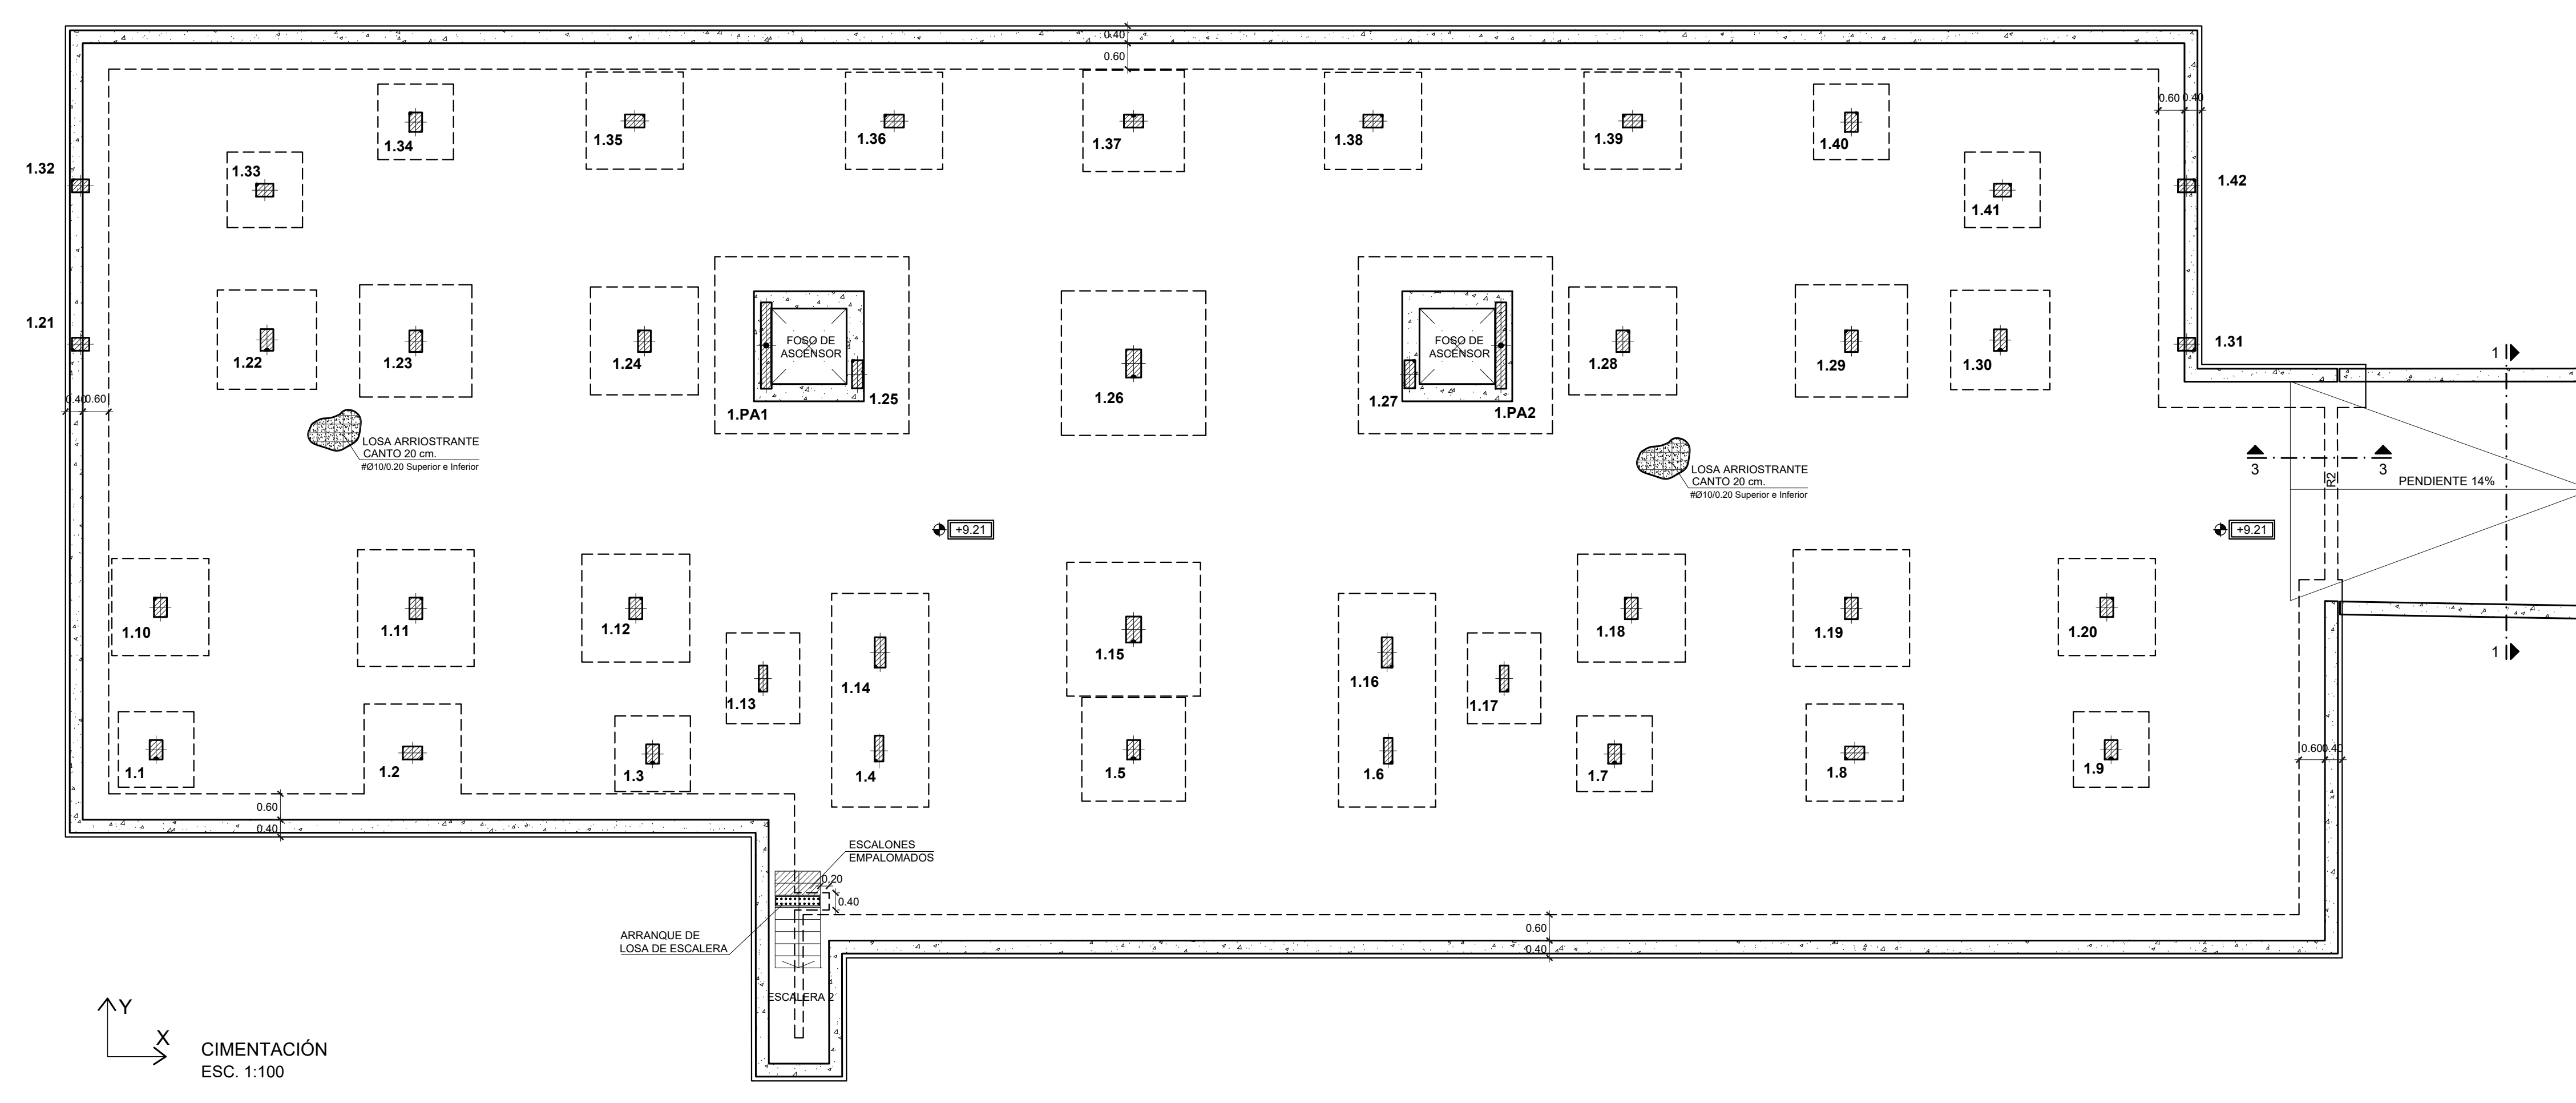 0.40
0.60
0.60 0.40
1.34
1.35
1.36
1.37
1.38
1.39
1.40
1.32
1.33
1.42
1.41
1.21
1.31
FOSO DE
ASCENSOR
FOSO DE
ASCENSOR
1.22
1.23
1.24
1.25
1.26
1.27
1.28
1.29
1.30
1.PA1
1.PA2
0.40 0.60
1
LOSA ARRIOSTRANTE
CANTO 20 cm.
#Ø10/0.20 Superior e Inferior
LOSA ARRIOSTRANTE
CANTO 20 cm.
#Ø10/0.20 Superior e Inferior
3
3
R2
PENDIENTE 14%
+9.21
+9.21
1.10
1.11
1.12
1.13
1.14
1.15
1.16
1.17
1.18
1.19
1.20
1
1.1
1.2
1.3
1.4
1.5
1.6
1.7
1.8
1.9
0.60 0.40
0.60
0.40
ESCALONES
EMPALOMADOS
0.20
0.40
ARRANQUE DE
LOSA DE ESCALERA
0.60
0.40
ESCALERA 2
Y
X
CIMENTACIÓN
ESC. 1:100